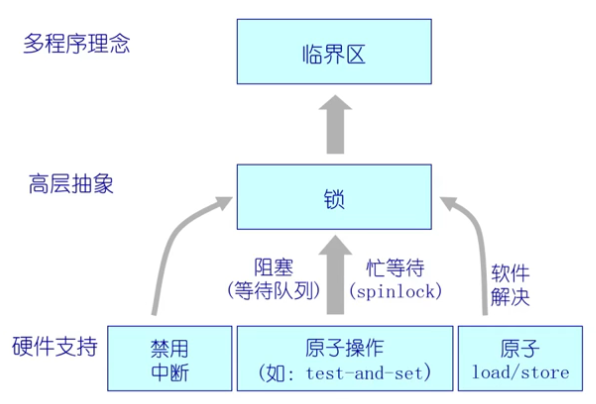 多程序理念
临界区
高层抽象
锁
阻塞
(等待队列)
忙等待
(spinlock)
软件
解决
硬件支持
禁用
中断
原子操作
(如: test-and-set)
原子
load/store